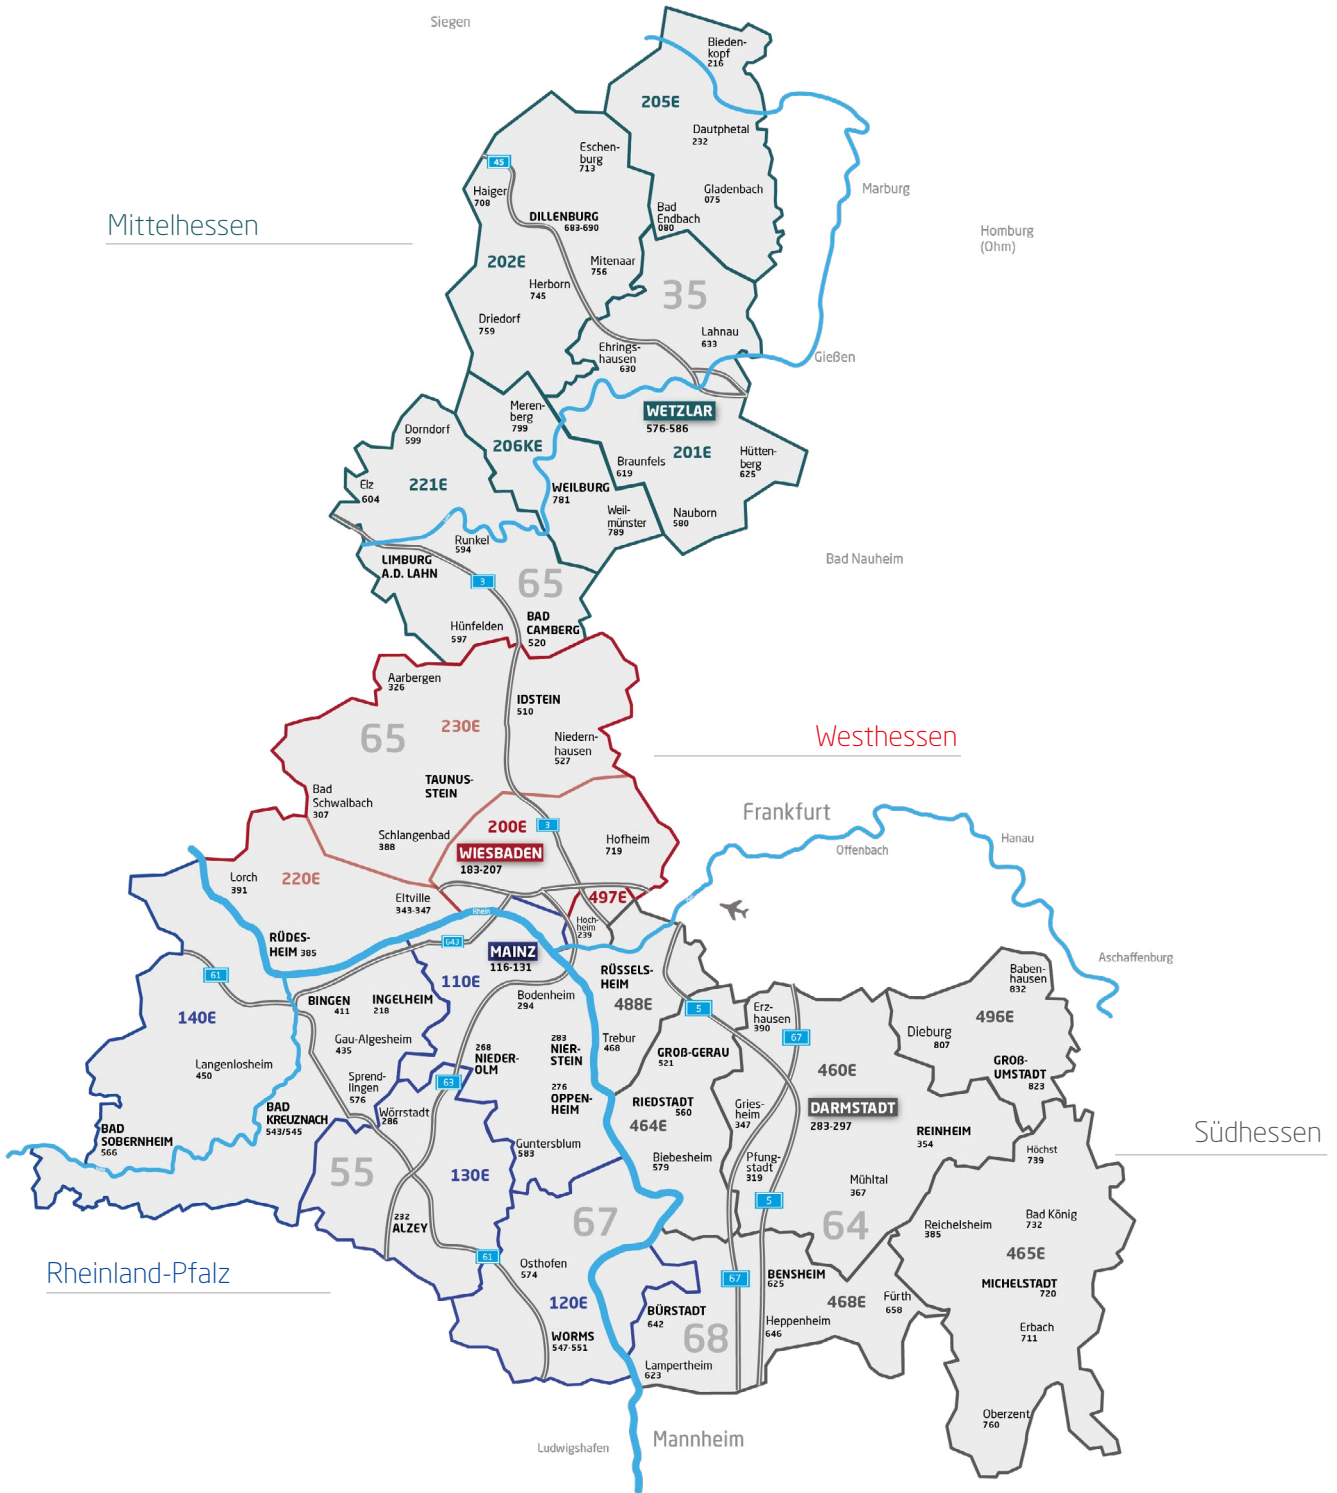 Siegen
Bieden-
kopf
216
205E
Dautphetal
232
Eschen-
burg
713
45
Haiger
708
Gladenbach
075
Marburg
Bad
Endbach
080
DILLENBURG
683-690
Mittelhessen
Homburg
(Ohm)
202E
Mitenaar
756
Herborn
745
35
Driedorf
759
Lahnau
633
Ehrings-
hausen
630
Gießen
Meren-
berg
799
WETZLAR
576-586
Dorndorf
599
206KE
201E
Hütten-
berg
625
Braunfels
619
Elz
604
221E
WEILBURG
781
Weil-
münster
789
Nauborn
580
Runkel
594
LIMBURG
A.D. LAHN
3
65
Bad Nauheim
BAD
CAMBERG
520
Hünfelden
597
Aarbergen
326
IDSTEIN
510
65
230E
Westhessen
Niedern-
hausen
527
TAUNUS-
STEIN
Bad
Schwalbach
307
Frankfurt
Schlangenbad
388
200E
3
Hofheim
719
Hanau
Offenbach
WIESBADEN
183-207
Lorch
391
220E
Eltville
343-347
497E
Rhein
Hoch-
heim
239
RÜDES-
HEIM 385
643
MAINZ
116-131
Aschaffenburg
61
110E
RÜSSELS-
HEIM
488E
Baben-
hausen
832
BINGEN
411
INGELHEIM
218
Bodenheim
294
5
Erz-
hausen
390
496E
140E
67
Dieburg
807
Gau-Algesheim
435
268
NIEDER-
OLM
283
NIER-
STEIN
Trebur
468
GROß-GERAU
521
Langenlosheim
450
GROß-
UMSTADT
823
460E
Sprend-
lingen
576
63
276
OPPEN-
HEIM
RIEDSTADT
560
Gries-
heim
347
DARMSTADT
283-297
BAD
KREUZNACH
543/545
Wörrstadt
286
464E
BAD
SOBERNHEIM
566
REINHEIM
354
Südhessen
Guntersblum
583
Höchst
739
Biebesheim
579
Pfung-
stadt
319
55
130E
Mühltal
367
5
232
ALZEY
67
64
Reichelsheim
385
Bad König
732
61
465E
Rheinland-Pfalz
Osthofen
574
67
BENSHEIM
625
MICHELSTADT
720
120E
BÜRSTADT
642
468E
Fürth
658
WORMS
547-551
68
Heppenheim
646
Erbach
711
Lampertheim
623
Oberzent
760
Ludwigshafen
Mannheim